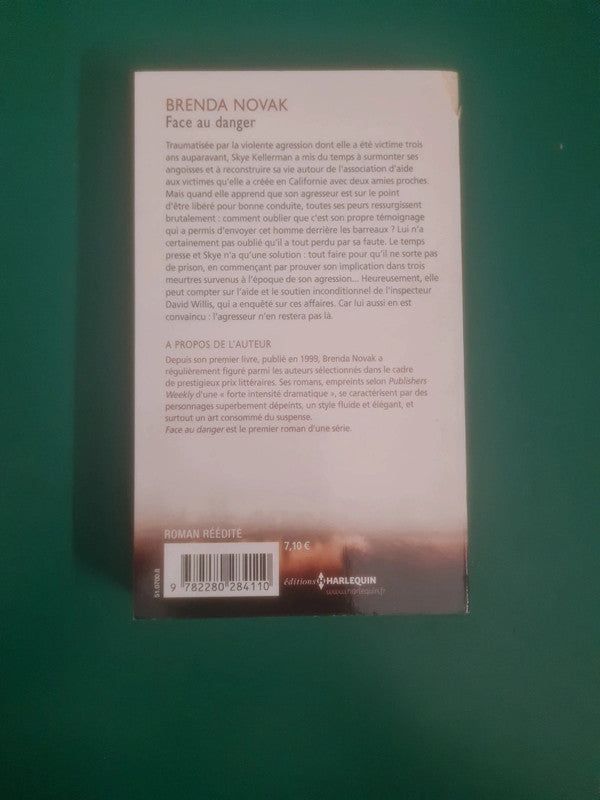 BRENDA NOVAK
Face au danger
Traumatisée par la violente agression dont elle a été victime trois
ans auparavant, Skye Kellerman a mis du temps à surmonter ses
angoisses et à reconstruire sa vie autour de l'association d'aide
aux victimes qu'elle a créée en Californie avec deux amies proches.
Mais quand elle apprend que son agresseur est sur le point
d'être libéré pour bonne conduite, toutes ses peurs ressurgissent
brutalement : comment oublier que c'est son propre témoignage
qui a permis d'envoyer cet homme derrière les barreaux ? Lui n'a
certainement pas oublié qu'il a tout perdu par sa faute. Le temps
presse et Skye n'a qu'une solution : tout faire pour qu'il ne sorte pas
de prison, en commençant par prouver son implication dans trois
meurtres survenus à l'époque de son agression... Heureusement, elle
peut compter sur l'aide et le soutien inconditionnel de l'inspecteur
David Willis, qui a enquêté sur ces affaires. Car lui aussi en est
convaincu : l'agresseur n'en restera pas là.
A PROPOS DE L'AUTEUR
Depuis son premier livre, publié en 1999, Brenda Novak a
régulièrement figuré parmi les auteurs sélectionnés dans le cadre
de prestigieux prix littéraires. Ses romans, empreints selon Publishers
Weekly d'une « forte intensité dramatique », se caractérisent par des
personnages superbement dépeints, un style fluide et élégant, et
surtout un art consommé du suspense.
Face au danger est le premier roman d'une série.
ROMAN RÉÉDITÉ
7,10 €
51.0700.8
9 782280 284110
éditions HARLEQUIN
www.harlequin.fr